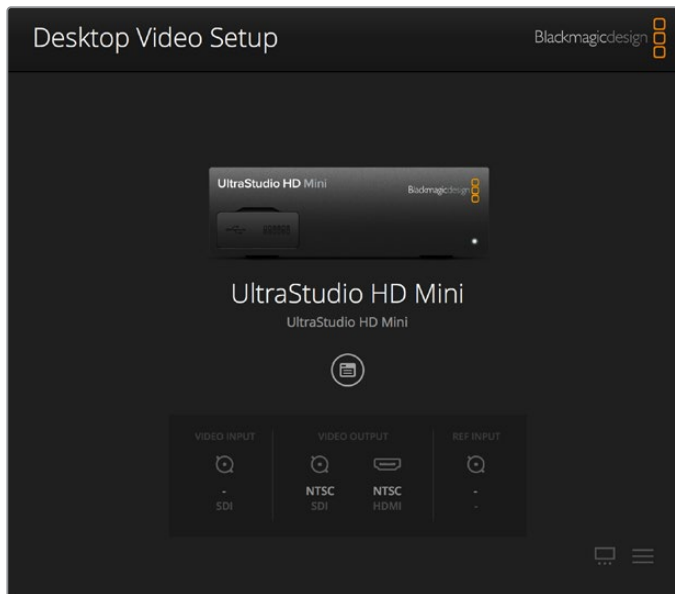 Desktop Video Setup
Blackmagicdesign
UltraStudio HD Mini
Blackmagicdesign
UltraStudio HD Mini
UltraStudio HD Mini
VIDEO INPUT VIDEO OUTPUT REF INPUT
- NTSC NTSC -
SDI SDI HDMI -